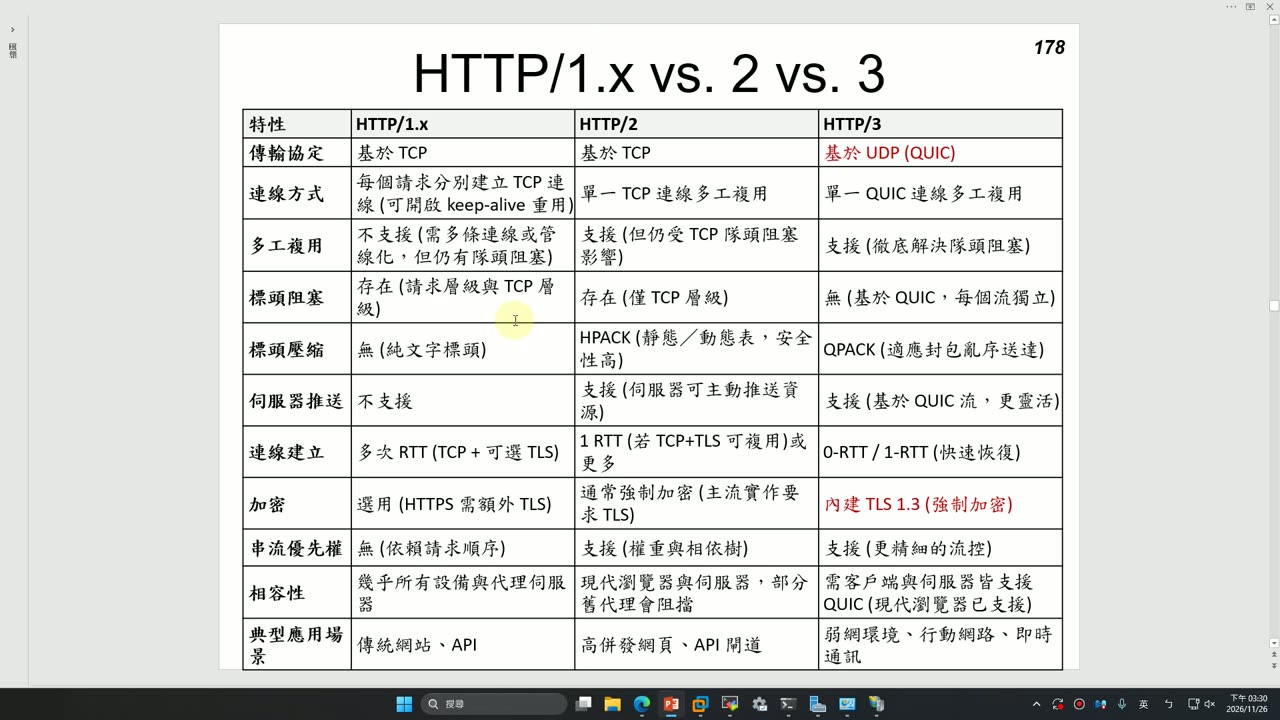 178
HTTP/1.x vs. 2 vs. 3
特性 HTTP/1.x HTTP/2 HTTP/3
傳輸協定 基於 TCP 基於 TCP 基於 UDP (QUIC)
連線方式 每個請求分別建立 TCP 連
線 (可開啟 keep-alive 重用) 單一 TCP 連線多工複用 單一 QUIC 連線多工複用
多工複用 不支援 (需多條連線或管
線化，但仍有隊頭阻塞) 支援 (但仍受 TCP 隊頭阻塞
影響) 支援 (徹底解決隊頭阻塞)
標頭阻塞 存在 (請求層級與 TCP 層
級) 存在 (僅 TCP 層級) 無 (基於 QUIC，每個流獨立)
標頭壓縮 無 (純文字標頭) HPACK (靜態／動態表，安全
性高) QPACK (適應封包亂序送達)
伺服器推送 不支援 支援 (伺服器可主動推送資
源) 支援 (基於 QUIC 流，更靈活)
連線建立 多次 RTT (TCP + 可選 TLS) 1 RTT (若 TCP+TLS 可複用)或
更多 0-RTT / 1-RTT (快速恢復)
加密 選用 (HTTPS 需額外 TLS) 通常強制加密 (主流實作要
求 TLS) 內建 TLS 1.3 (強制加密)
串流優先權 無 (依賴請求順序) 支援 (權重與相依樹) 支援 (更精細的流控)
相容性 幾乎所有設備與代理伺服
器 現代瀏覽器與伺服器，部分
舊代理會阻擋 需客戶端與伺服器皆支援
QUIC (現代瀏覽器已支援)
典型應用場
景 傳統網站、API 高併發網頁、API 閘道 弱網環境、行動網路、即時
通訊
搜尋
英
下午 03:30
2026/11/26